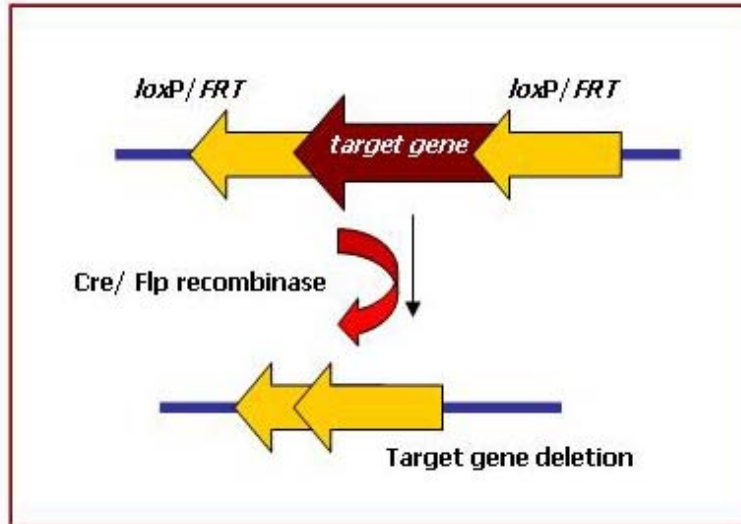 loxP/ FRT
loxP/ FRT
target gene
Cre/ Flp recombinase
Target gene deletion